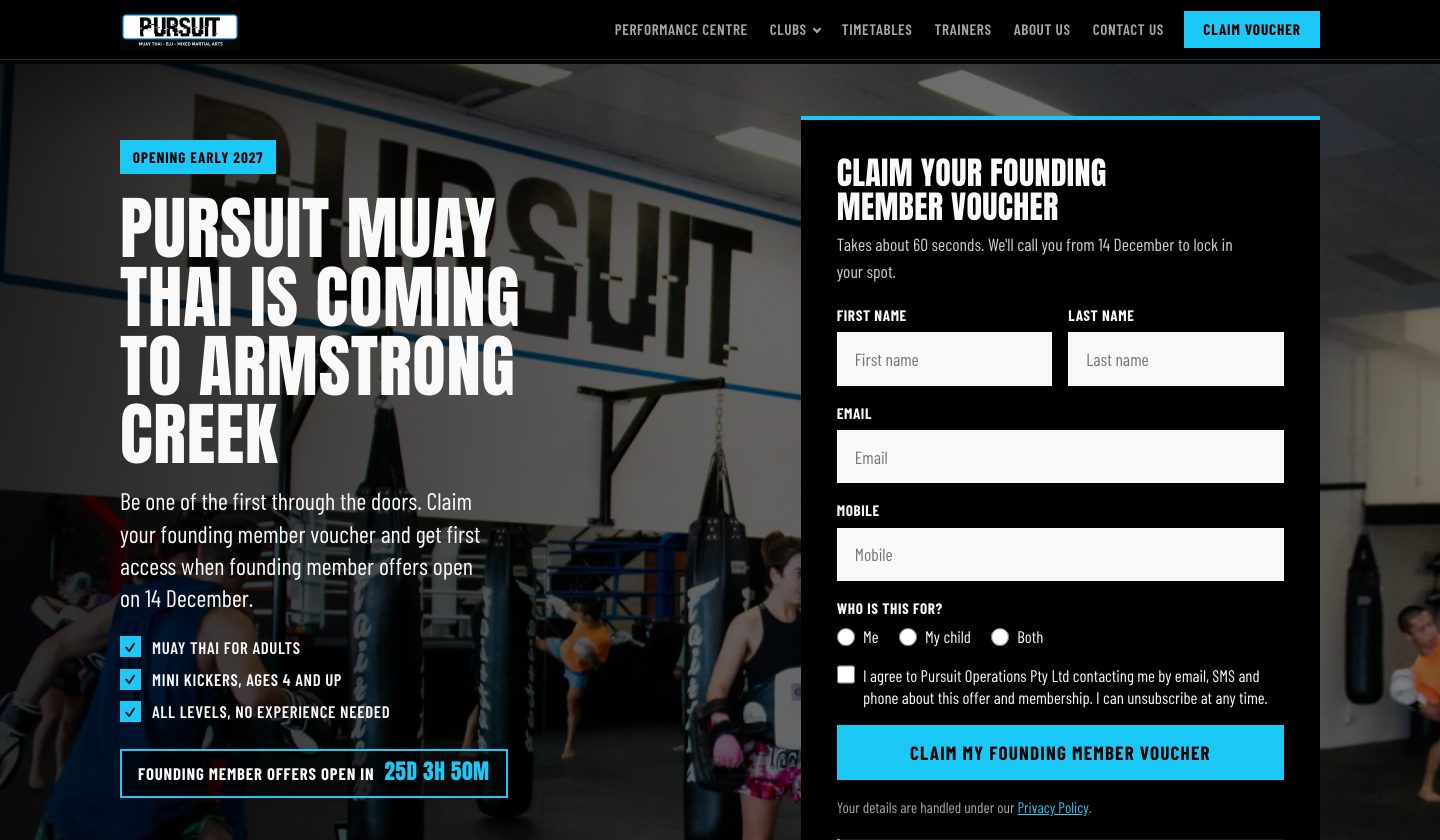 PURSUIT
MUAY THAI - BJJ - MIXED MARTIAL ARTS
PERFORMANCE CENTRE
CLUBS
TIMETABLES
TRAINERS
ABOUT US
CONTACT US
CLAIM VOUCHER
PURSUIT
OPENING EARLY 2027
PURSUIT MUAY
THAI IS COMING
TO ARMSTRONG
CREEK
Be one of the first through the doors. Claim
your founding member voucher and get first
access when founding member offers open
on 14 December.
MUAY THAI FOR ADULTS
MINI KICKERS, AGES 4 AND UP
ALL LEVELS, NO EXPERIENCE NEEDED
FOUNDING MEMBER OFFERS OPEN IN 25D 3H 50M
CLAIM YOUR FOUNDING
MEMBER VOUCHER
Takes about 60 seconds. We'll call you from 14 December to lock in
your spot.
FIRST NAME
LAST NAME
First name
Last name
EMAIL
Email
MOBILE
Mobile
WHO IS THIS FOR?
Me
My child
Both
I agree to Pursuit Operations Pty Ltd contacting me by email, SMS and
phone about this offer and membership. I can unsubscribe at any time.
CLAIM MY FOUNDING MEMBER VOUCHER
Your details are handled under our Privacy Policy.